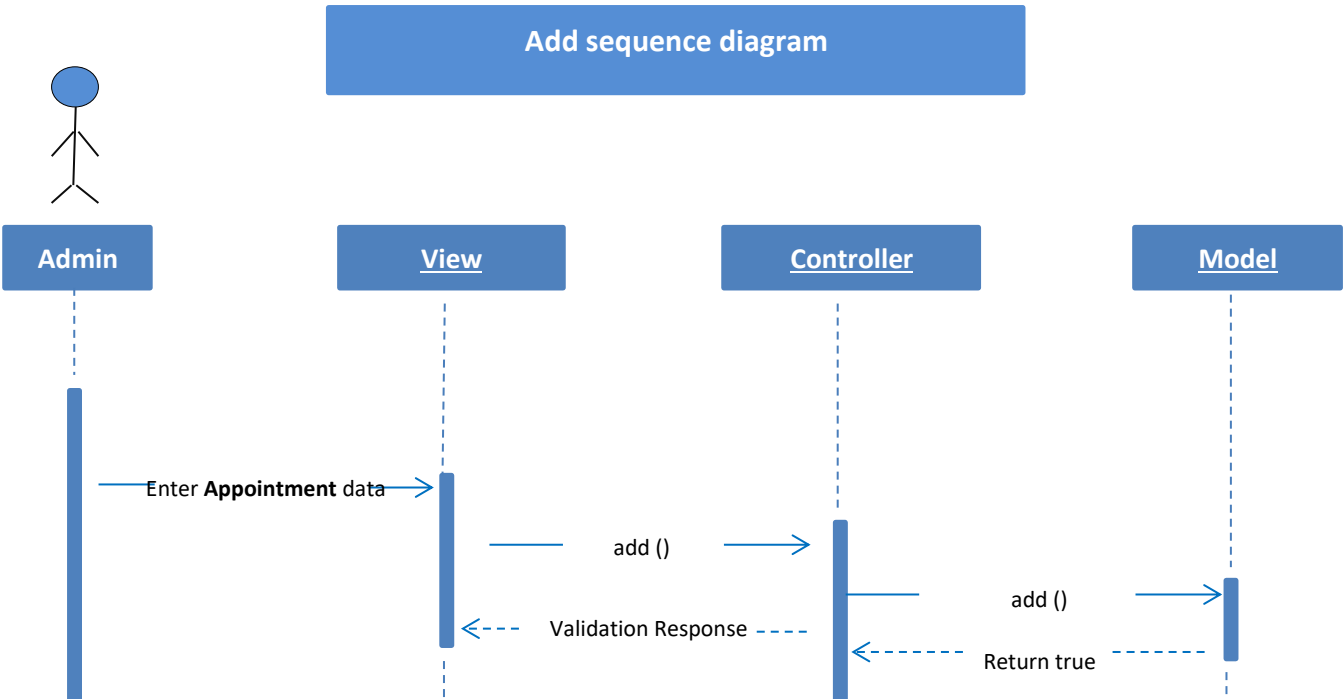 Add sequence diagram
Admin
View
Controller
Model
Enter Appointment data
add ()
add ()
Validation Response
Return true